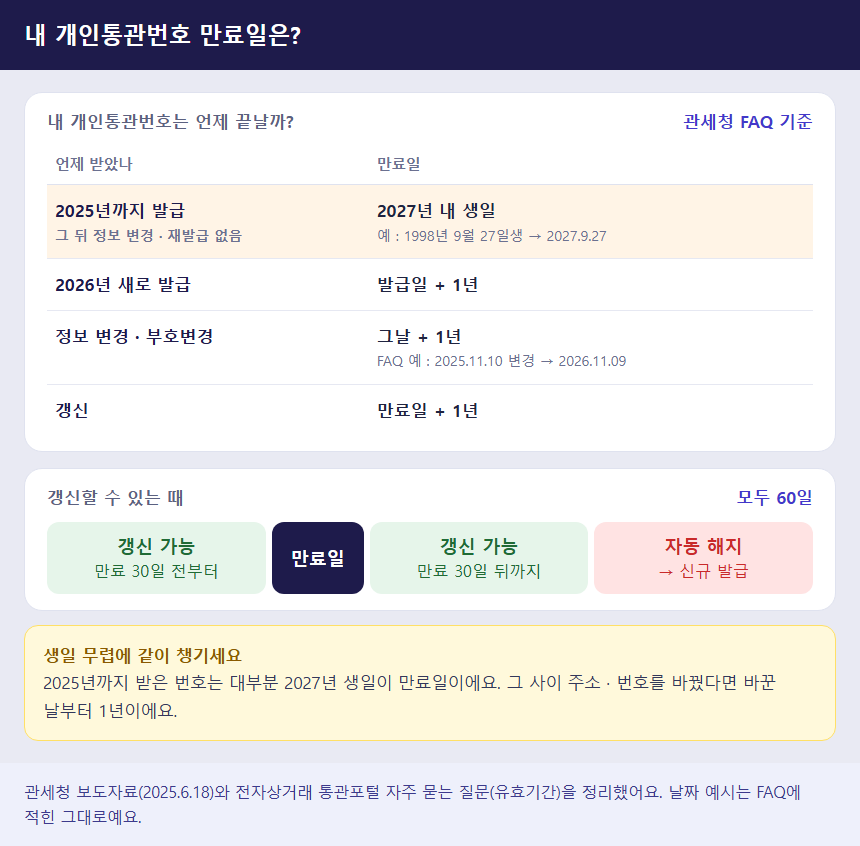 내 개인통관번호 만료일은?
내 개인통관번호는 언제 끝날까?
관세청 FAQ 기준
언제 받았나
만료일
2025년까지 발급
그 뒤 정보 변경 · 재발급 없음
2027년 내 생일
예 : 1998년 9월 27일생 → 2027.9.27
2026년 새로 발급
발급일 + 1년
정보 변경 · 부호변경
그날 + 1년
FAQ 예 : 2025.11.10 변경 → 2026.11.09
갱신
만료일 + 1년
갱신할 수 있는 때
모두 60일
갱신 가능
만료 30일 전부터
만료일
갱신 가능
만료 30일 뒤까지
자동 해지
→ 신규 발급
생일 무렵에 같이 챙기세요
2025년까지 받은 번호는 대부분 2027년 생일이 만료일이에요. 그 사이 주소 · 번호를 바꿨다면 바꾼
날부터 1년이에요.
관세청 보도자료(2025.6.18)와 전자상거래 통관포털 자주 묻는 질문(유효기간)을 정리했어요. 날짜 예시는 FAQ에
적힌 그대로예요.